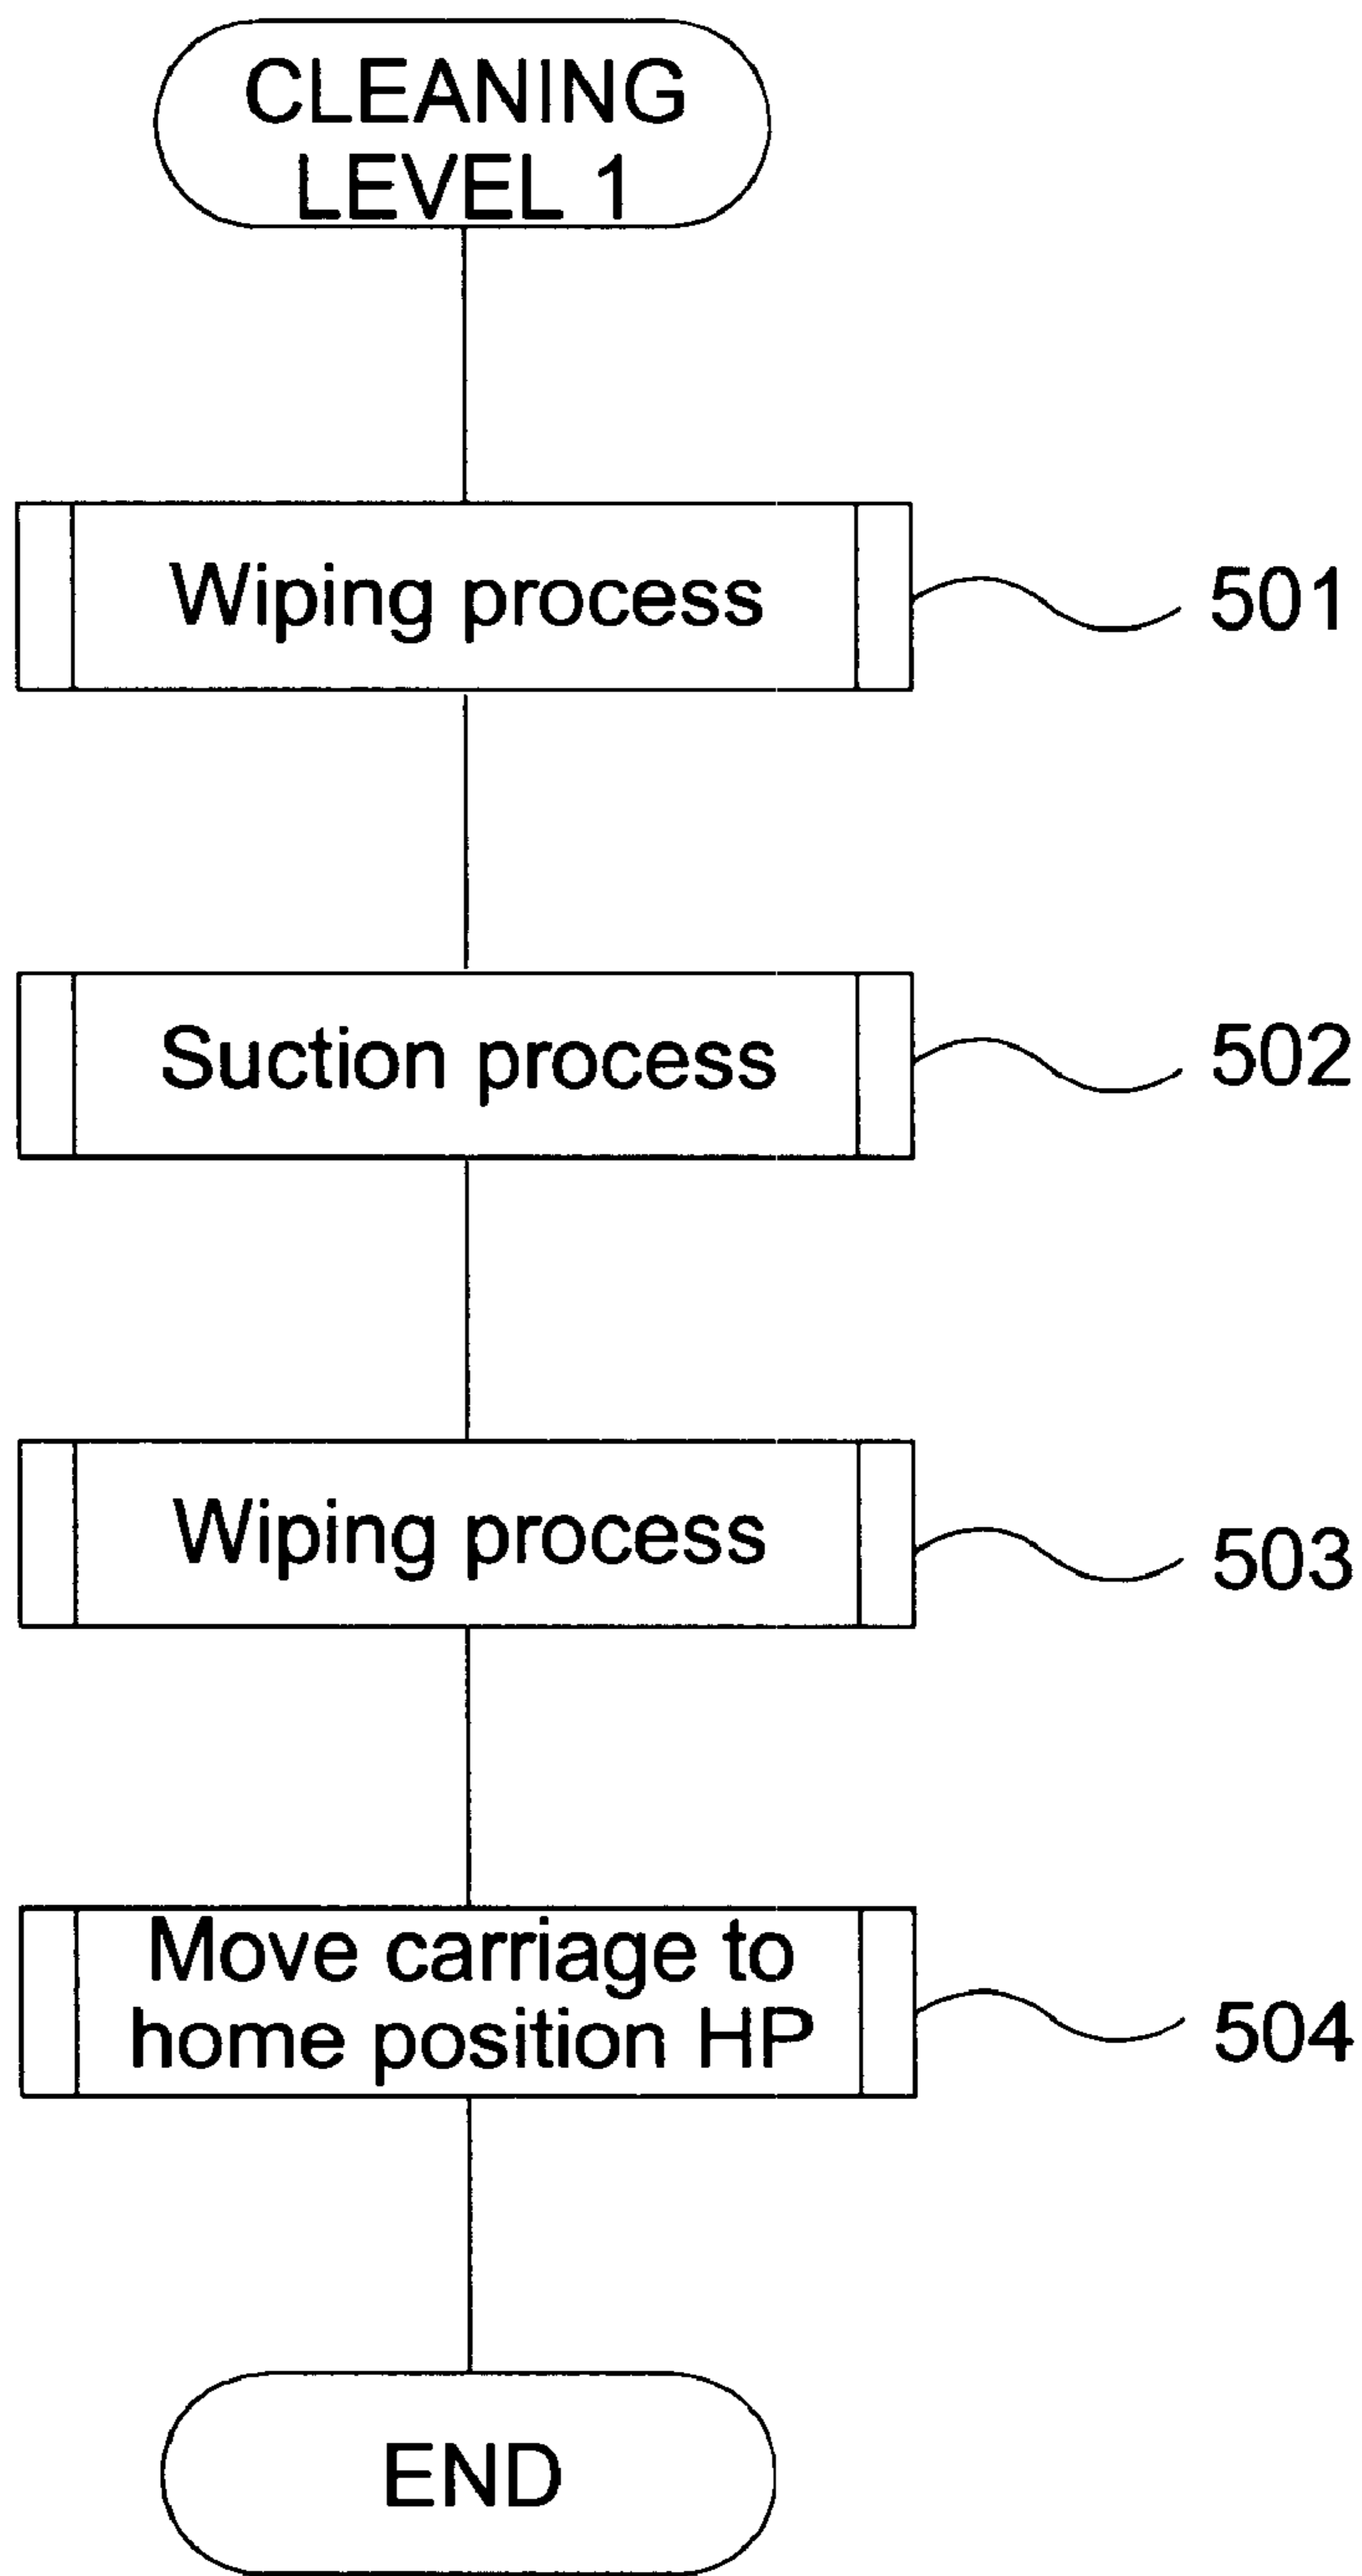 CLEANING
LEVEL 1
Wiping process
501
Suction process
502
Wiping process
503
Move carriage to
home position HP
504
END